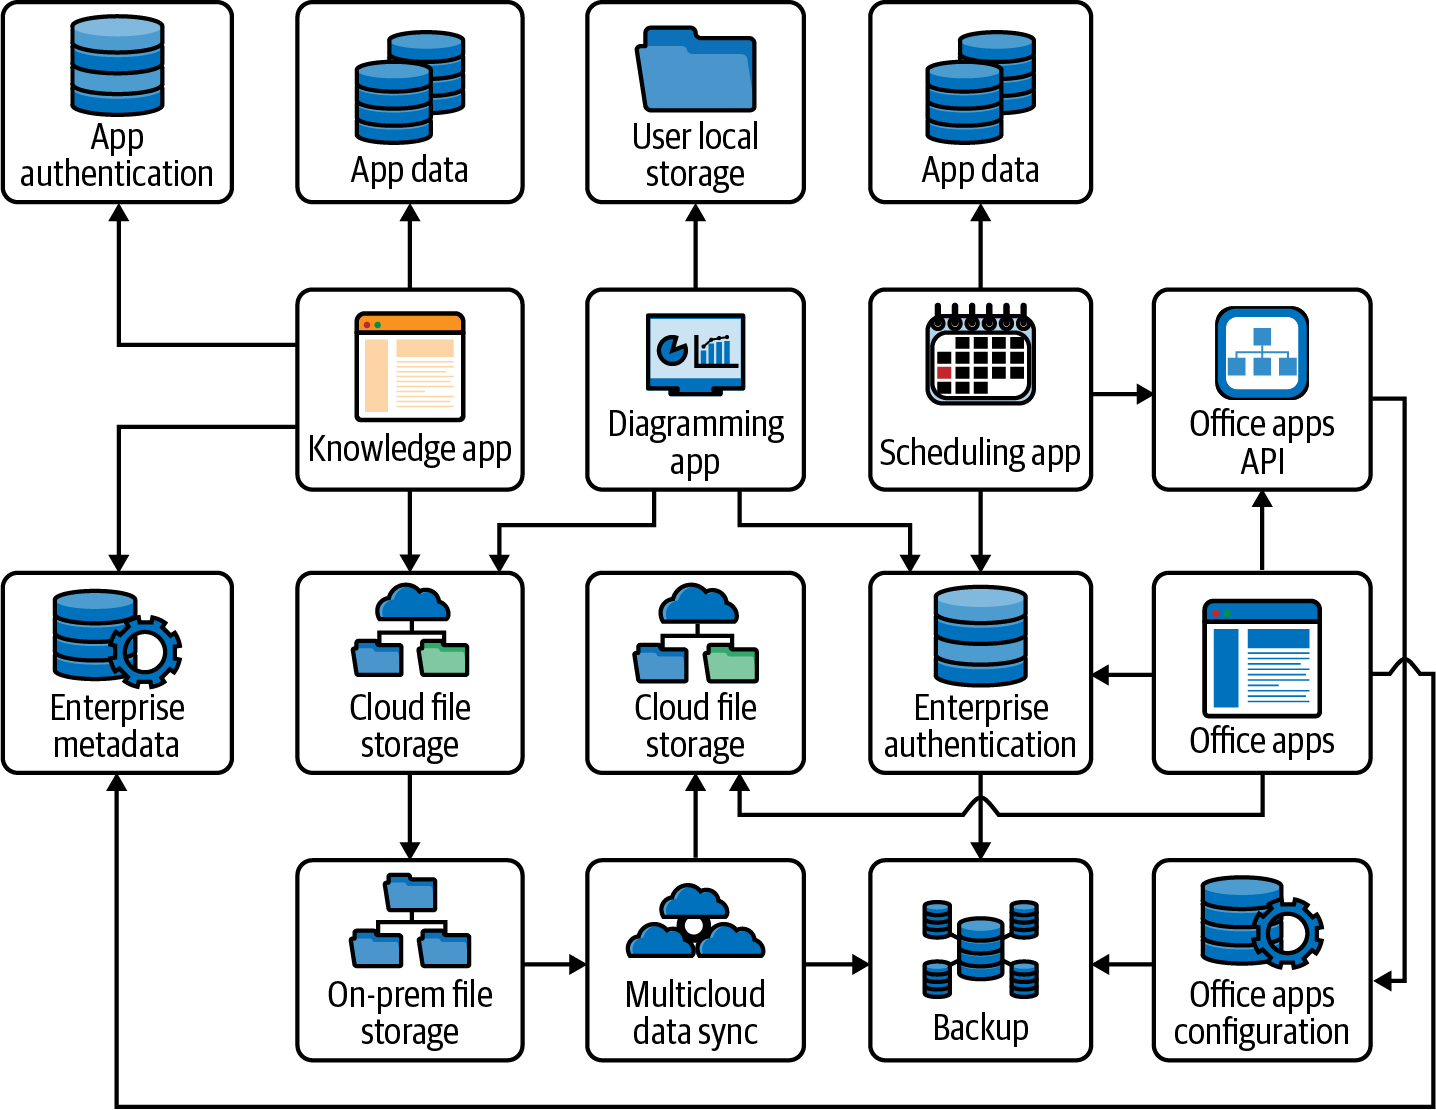 App
authentication
App data
User local
storage
App data
Knowledge app
Diagramming
app
Scheduling app
Office apps
API
Enterprise
metadata
Cloud file
storage
Cloud file
storage
Enterprise
authentication
Office apps
On-prem file
storage
Multicloud
data sync
Backup
Office apps
configuration